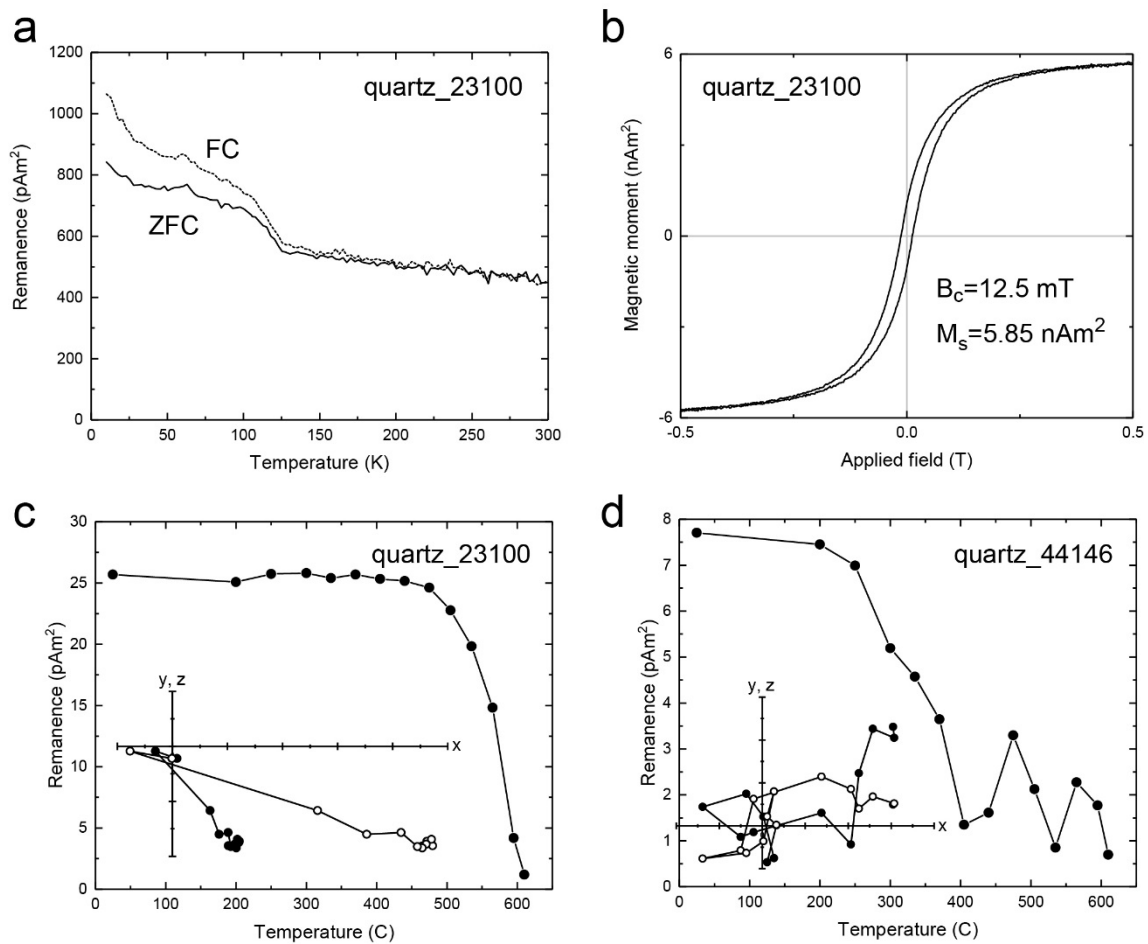 a
1200
1000
800
600
400
200
0
Remanence (pAm²)
quartz_23100
FC
ZFC
0 50 100 150 200 250 300
Temperature (K)
b
6
0
-6
Magnetic moment (nAm²)
quartz_23100
B_c=12.5 mT
M_s=5.85 nAm²
-0.5 0.0 0.5
Applied field (T)
c
30
25
20
15
10
5
0
Remanence (pAm²)
quartz_23100
y, z
x
0 100 200 300 400 500 600
Temperature (C)
d
8
7
6
5
4
3
2
1
0
Remanence (pAm²)
quartz_44146
y, z
x
0 100 200 300 400 500 600
Temperature (C)